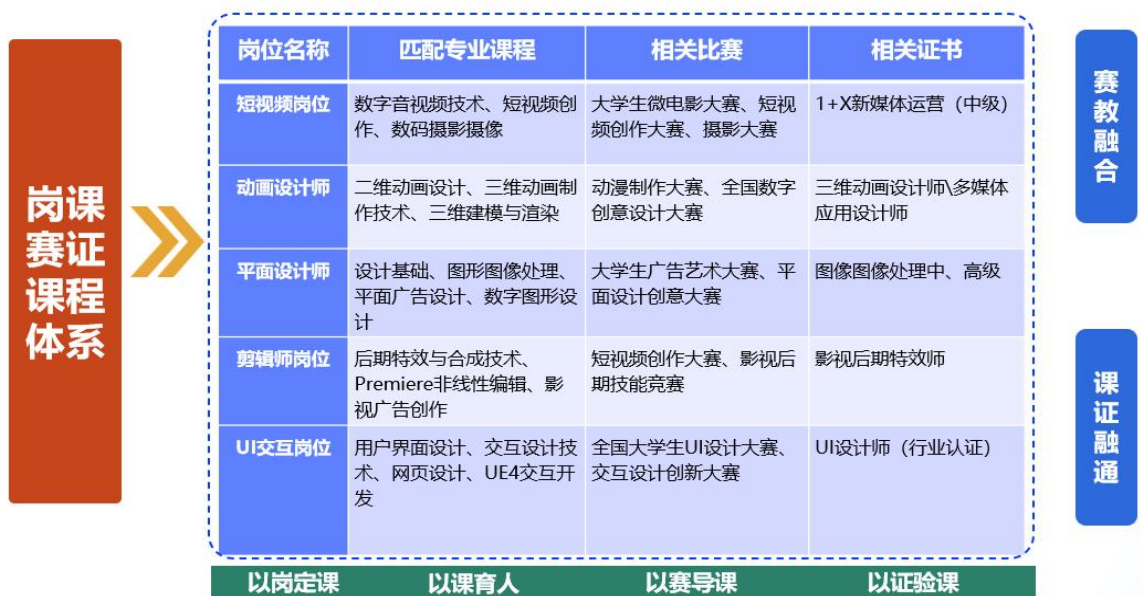 岗课
赛证
课程
体系
岗位名称
匹配专业课程
相关比赛
相关证书
短视频岗位
数字音视频技术、短视频创
作、数码摄影摄像
大学生微电影大赛、短视
频创作大赛、摄影大赛
1+X新媒体运营（中级）
动画设计师
二维动画设计、三维动画制
作技术、三维建模与渲染
动漫制作大赛、全国数字
创意设计大赛
三维动画设计师\多媒体
应用设计师
平面设计师
设计基础、图形图像处理、
平面广告设计、数字图形设
计
大学生广告艺术大赛、平
面设计创意大赛
图像图像处理中、高级
剪辑师岗位
后期特效与合成技术、
Premiere非线性编辑、影
视广告创作
短视频创作大赛、影视后
期技能竞赛
影视后期特效师
UI交互岗位
用户界面设计、交互设计技
术、网页设计、UE4交互开
发
全国大学生UI设计大赛、
交互设计创新大赛
UI设计师（行业认证）
以岗定课
以课育人
以赛导课
以证验课
赛教融合
课证融通